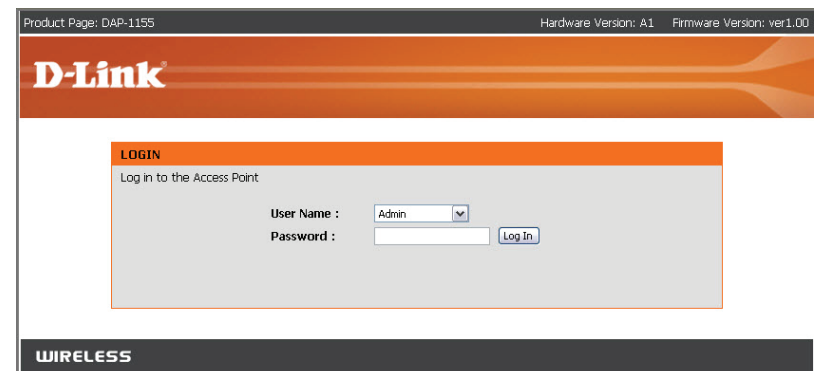 Product Page: DAP-1155 Hardware Version: A1 Firmware Version: ver1.00
D-Link®
LOGIN
Log in to the Access Point
User Name : Admin
Password : Log In
WIRELESS